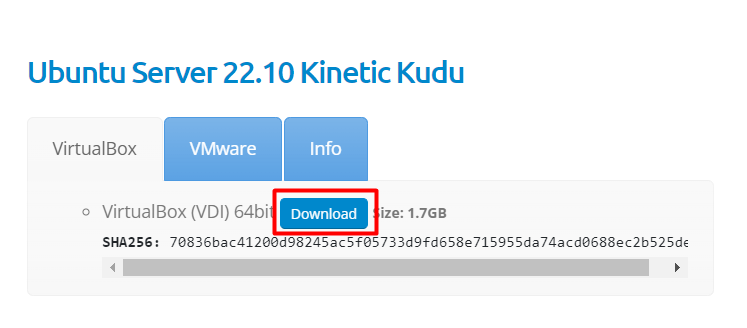 Ubuntu Server 22.10 Kinetic Kudu
VirtualBox VMware Info
VirtualBox (VDI) 64bit Download Size: 1.7GB
SHA256: 70836bac41200d98245ac5f05733d9fd658e715955da74acd0688ec2b525de